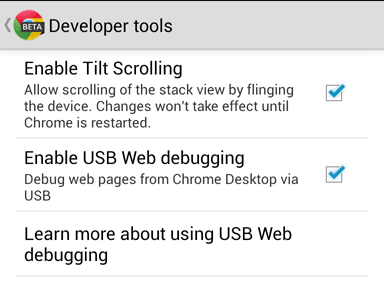 BETA
Developer tools
Enable Tilt Scrolling
Allow scrolling of the stack view by flinging
the device. Changes won't take effect until
Chrome is restarted.
Enable USB Web debugging
Debug web pages from Chrome Desktop via
USB
Learn more about using USB Web
debugging